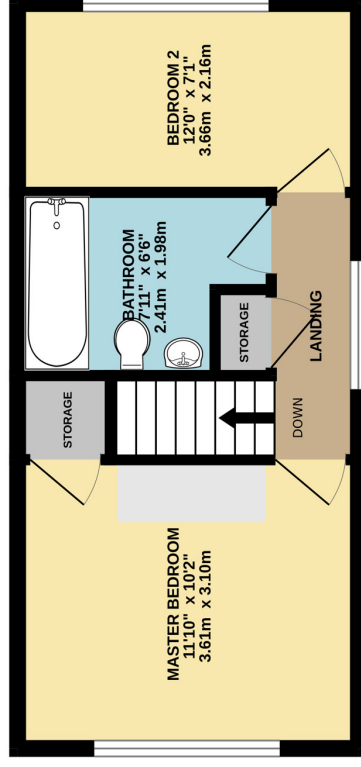 BEDROOM 2
12'0" x 7'1"
3.66m x 2.16m
BATHROOM
7'11" x 6'6"
2.41m x 1.98m
STORAGE
LANDING
STORAGE
DOWN
MASTER BEDROOM
11'10" x 10'2"
3.61m x 3.10m